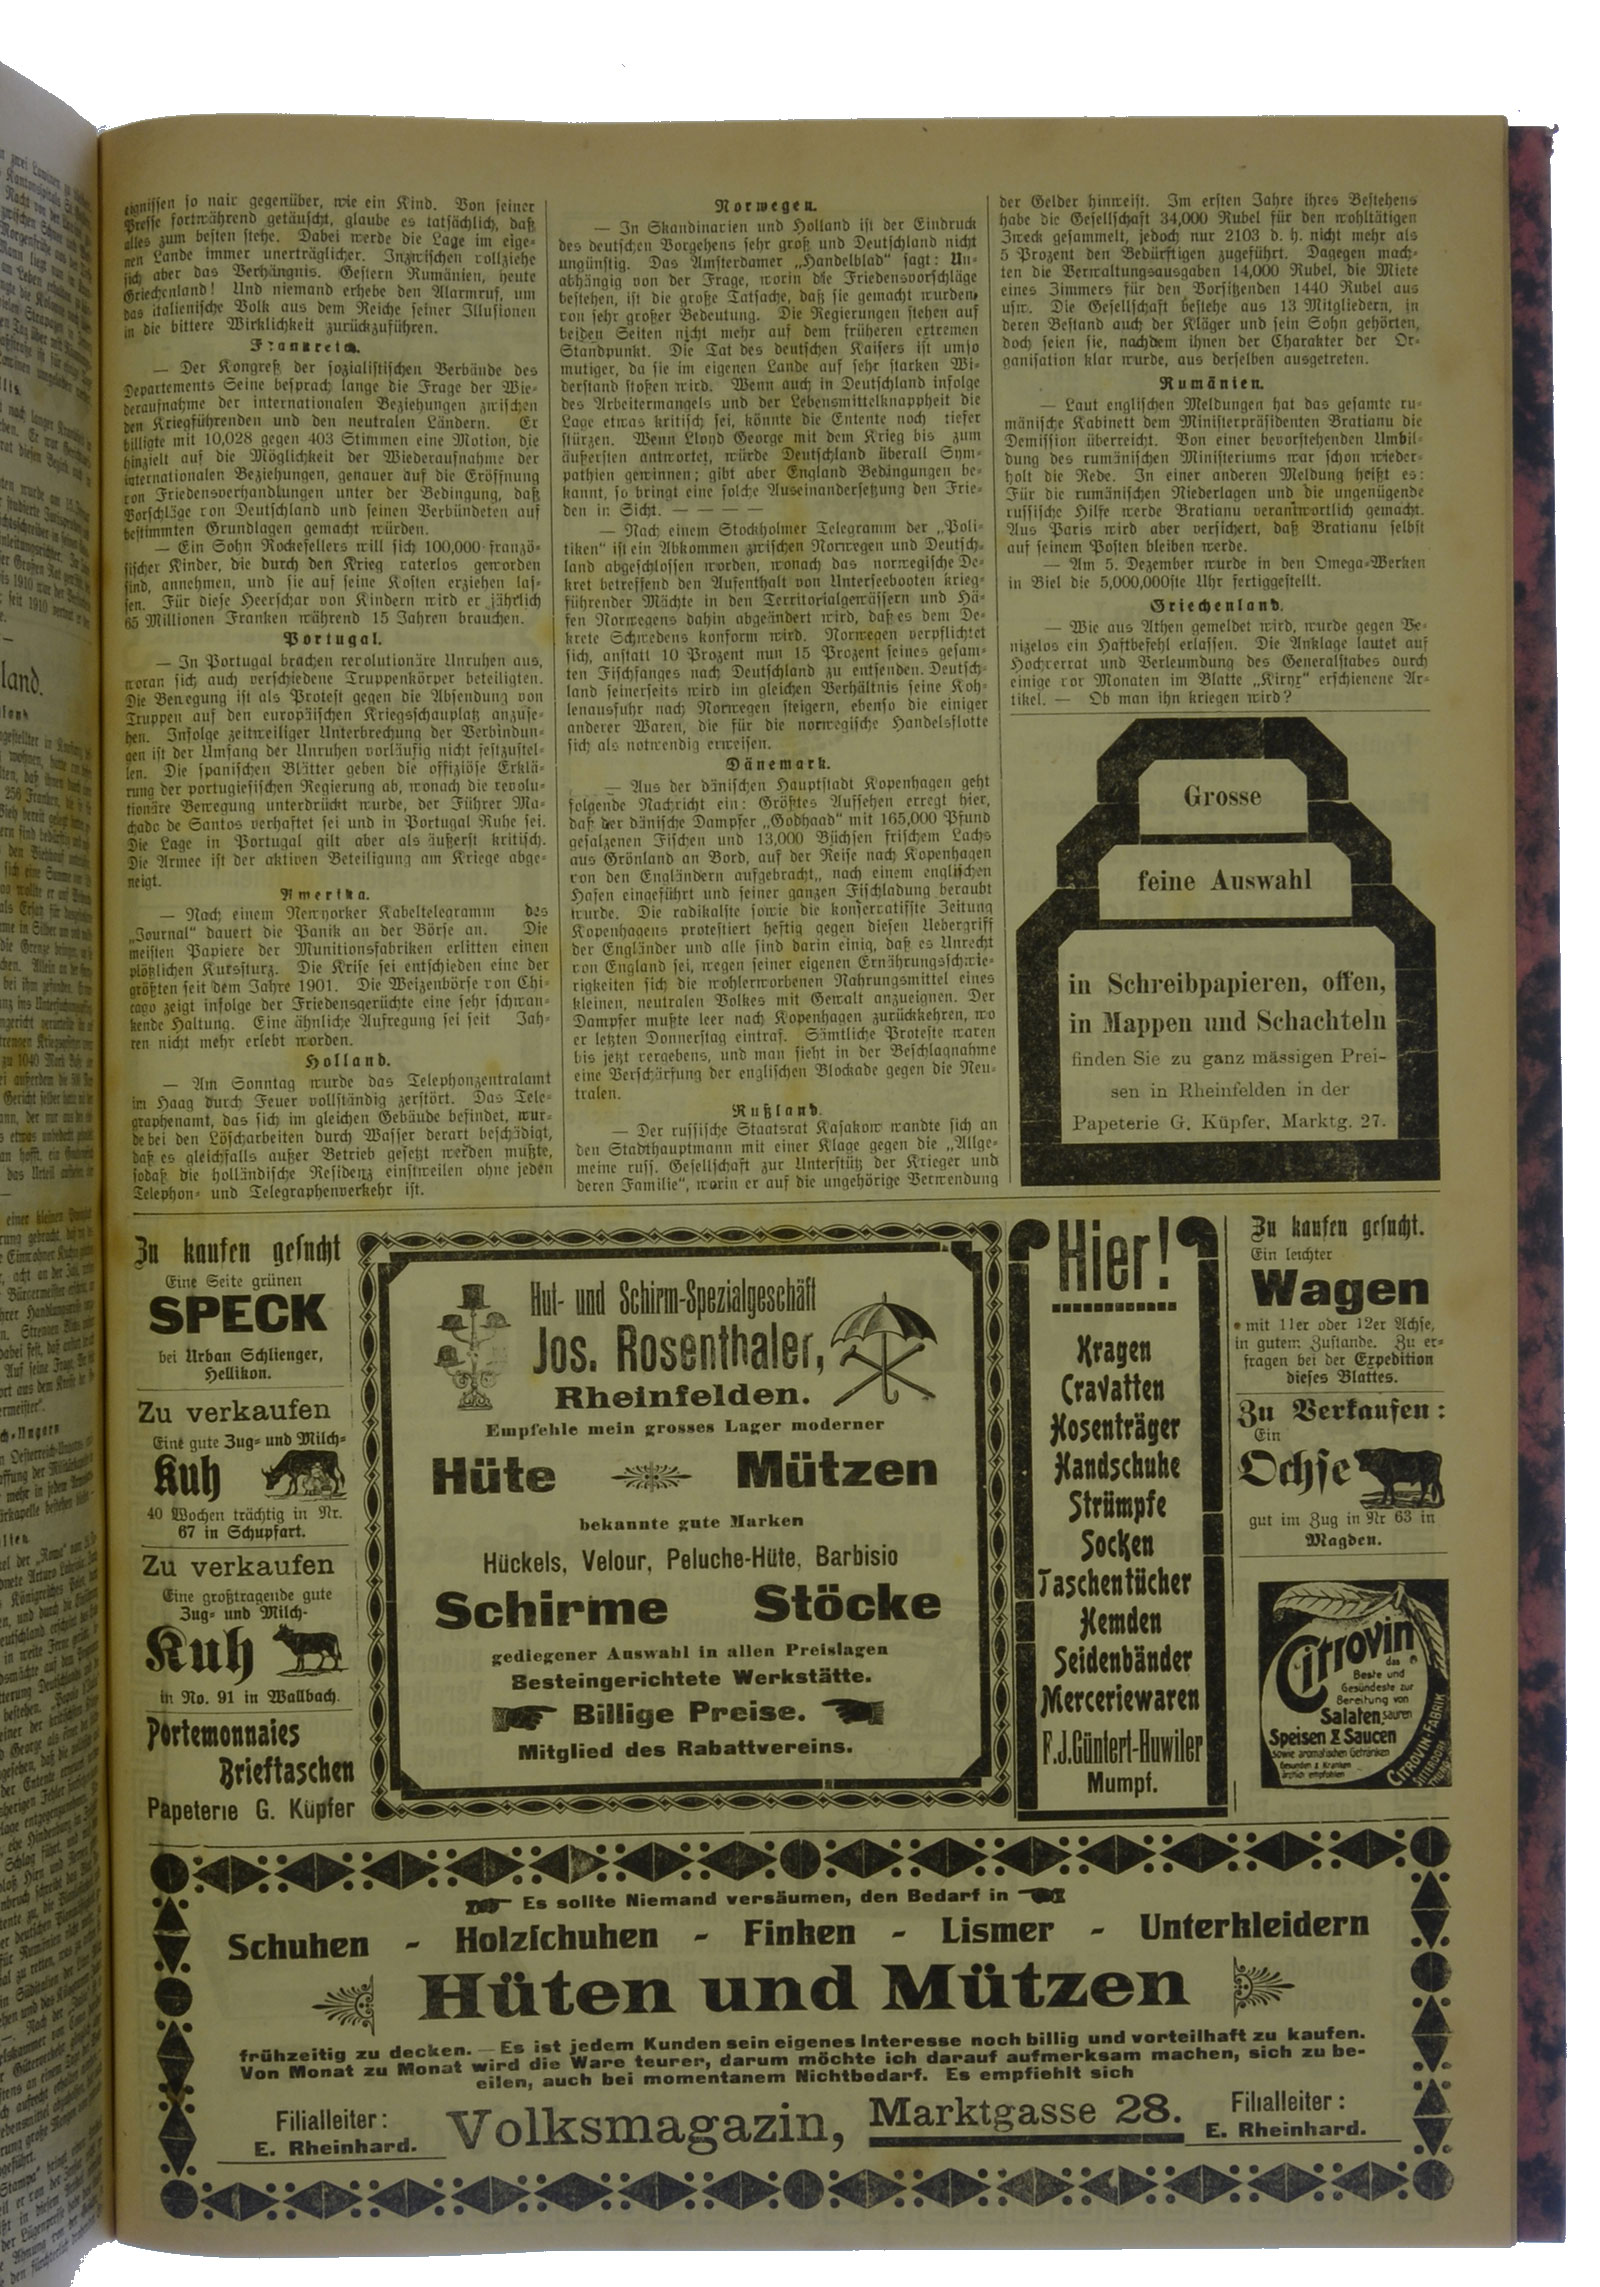 eignissen so naiv gegenüber, wie ein Kind. Von seiner
Presse fortwährend getäuscht, glaube es tatsächlich, daß
alles zum besten stehe. Dabei werde die Lage im eige-
nen Lande immer unerträglicher. Inzwischen vollziehe
sich aber das Verhängnis. Gestern Rumänien, heute
Griechenland! Und niemand erhebe den Alarmruf, um
das italienische Volk aus dem Reiche seiner Illusionen
in die bittere Wirklichkeit zurückzuführen.
Frankreich.
— Der Kongreß der sozialistischen Verbände des
Departements Seine besprach lange die Frage der Wie-
deraufnahme der internationalen Beziehungen zwischen
den Kriegführenden und den neutralen Ländern. Er
billigte mit 10,028 gegen 403 Stimmen eine Motion, die
hinzielt auf die Möglichkeit der Wiederaufnahme der
internationalen Beziehungen, genauer auf die Eröffnung
von Friedensverhandlungen unter der Bedingung, daß
Vorschläge von Deutschland und seinen Verbündeten auf
bestimmten Grundlagen gemacht würden.
— Ein Sohn Rockefellers will sich 100,000 franzö-
sischer Kinder, die durch den Krieg vaterlos geworden
sind, annehmen, und sie auf seine Kosten erziehen las-
sen. Für diese Heerschar von Kindern wird er jährlich
65 Millionen Franken während 15 Jahren brauchen.
Portugal.
— In Portugal brachen revolutionäre Unruhen aus,
woran sich auch verschiedene Truppenkörper beteiligten.
Die Bewegung ist als Protest gegen die Absendung von
Truppen auf den europäischen Kriegsschauplatz anzuse-
hen. Infolge zeitweiliger Unterbrechung der Verbindun-
gen ist der Umfang der Unruhen vorläufig nicht festzustel-
len. Die spanischen Blätter geben die offiziöse Erklä-
rung der portugiesischen Regierung ab, wonach die revolu-
tionäre Bewegung unterdrückt wurde, der Führer Ma-
chado de Santos verhaftet sei und in Portugal Ruhe sei.
Die Lage in Portugal gilt aber als äußerst kritisch.
Die Armee ist der aktiven Beteiligung am Kriege abge-
neigt.
Amerika.
— Nach einem Newyorker Kabeltelegramm des
„Journal“ dauert die Panik an der Börse an. Die
meisten Papiere der Munitionsfabriken erlitten einen
plötzlichen Kurssturz. Die Krise sei entschieden eine der
größten seit dem Jahre 1901. Die Weizenbörse von Chi-
cago zeigt infolge der Friedensgerüchte eine sehr schwan-
kende Haltung. Eine ähnliche Aufregung sei seit Jah-
ren nicht mehr erlebt worden.
Holland.
— Am Sonntag wurde das Telephonzentralamt
im Haag durch Feuer vollständig zerstört. Das Tele-
graphenamt, das sich im gleichen Gebäude befindet, wur-
de bei den Löscharbeiten durch Wasser derart beschädigt,
daß es gleichfalls außer Betrieb gesetzt werden mußte,
sodaß die holländische Residenz einstweilen ohne jeden
Telephon- und Telegraphenverkehr ist.
Norwegen.
— In Skandinavien und Holland ist der Eindruck
des deutschen Vorgehens sehr groß und Deutschland nicht
ungünstig. Das Amsterdamer „Handelblad“ sagt: Un-
abhängig von der Frage, worin die Friedensvorschläge
bestehen, ist die große Tatsache, daß sie gemacht wurden,
von sehr großer Bedeutung. Die Regierungen stehen auf
beiden Seiten nicht mehr auf dem früheren extremen
Standpunkt. Die Tat des deutschen Kaisers ist umso
mutiger, da sie im eigenen Lande auf sehr starken Wi-
derstand stoßen wird. Wenn auch in Deutschland infolge
des Arbeitermangels und der Lebensmittelknappheit die
Lage etwas kritisch sei, könnte die Entente noch tiefer
stürzen. Wenn Lloyd George mit dem Krieg bis zum
äußersten antwortet, würde Deutschland überall Sym-
pathien gewinnen; gibt aber England Bedingungen be-
kannt, so bringt eine solche Auseinandersetzung den Frie-
den in Sicht. — — — —
— Nach einem Stockholmer Telegramm der „Poli-
tiken“ ist ein Abkommen zwischen Norwegen und Deutsch-
land abgeschlossen worden, wonach das norwegische De-
kret betreffend den Aufenthalt von Unterseebooten krieg-
führender Mächte in den Territorialgewässern und Hä-
fen Norwegens dahin abgeändert wird, daß es dem De-
krete Schwedens konform wird. Norwegen verpflichtet
sich, anstatt 10 Prozent nun 15 Prozent seines gesam-
ten Fischfanges nach Deutschland zu entsenden. Deutsch-
land seinerseits wird im gleichen Verhältnis seine Koh-
lenausfuhr nach Norwegen steigern, ebenso die einiger
anderer Waren, die für die norwegische Handelsflotte
sich als notwendig erweisen.
Dänemark.
— Aus der dänischen Hauptstadt Kopenhagen geht
folgende Nachricht ein: Größtes Aufsehen erregt hier,
daß der dänische Dampfer „Godhaad“ mit 165,000 Pfund
gesalzenen Fischen und 13,000 Büchsen frischem Lachs
aus Grönland an Bord, auf der Reise nach Kopenhagen
von den Engländern aufgebracht, nach einem englischen
Hafen eingeführt und seiner ganzen Fischladung beraubt
wurde. Die radikalste sowie die konservativste Zeitung
Kopenhagens protestiert heftig gegen diesen Uebergriff
der Engländer und alle sind darin einig, daß es Unrecht
von England sei, wegen seiner eigenen Ernährungsschwie-
rigkeiten sich die wohlerworbenen Nahrungsmittel eines
kleinen, neutralen Volkes mit Gewalt anzueignen. Der
Dampfer mußte leer nach Kopenhagen zurückkehren, wo
er letzten Donnerstag eintraf. Sämtliche Proteste waren
bis jetzt vergebens, und man sieht in der Beschlagnahme
eine Verschärfung der englischen Blockade gegen die Neu-
tralen.
Rußland.
— Der russische Staatsrat Kasakow wandte sich an
den Stadthauptmann mit einer Klage gegen die „Allge-
meine russ. Gesellschaft zur Unterstütz der Krieger und
deren Familie“, worin er auf die ungehörige Verwendung
der Gelder hinweist. Im ersten Jahre ihres Bestehens
habe die Gesellschaft 34,000 Rubel für den wohltätigen
Zweck gesammelt, jedoch nur 2103 d. h. nicht mehr als
5 Prozent den Bedürftigen zugeführt. Dagegen mach-
ten die Verwaltungsausgaben 14,000 Rubel, die Miete
eines Zimmers für den Vorsitzenden 1440 Rubel aus
usw. Die Gesellschaft bestehe aus 13 Mitgliedern, in
deren Bestand auch der Kläger und sein Sohn gehörten,
doch seien sie, nachdem ihnen der Charakter der Or-
ganisation klar wurde, aus derselben ausgetreten.
Rumänien.
— Laut englischen Meldungen hat das gesamte ru-
mänische Kabinett dem Ministerpräsidenten Bratianu die
Demission überreicht. Von einer bevorstehenden Umbil-
dung des rumänischen Ministeriums war schon wieder-
holt die Rede. In einer anderen Meldung heißt es:
Für die rumänischen Niederlagen und die ungenügende
russische Hilfe werde Bratianu verantwortlich gemacht.
Aus Paris wird aber versichert, daß Bratianu selbst
auf seinem Posten bleiben werde.
— Am 5. Dezember wurde in den Omega-Werken
in Biel die 5,000,000ste Uhr fertiggestellt.
Griechenland.
— Wie aus Athen gemeldet wird, wurde gegen Ve-
nizelos ein Haftbefehl erlassen. Die Anklage lautet auf
Hochverrat und Verleumdung des Generalstabes durch
einige vor Monaten im Blatte „Kirnx“ erschienene Ar-
tikel. — Ob man ihn kriegen wird?
Grosse
feine Auswahl
in Schreibpapieren, offen,
in Mappen und Schachteln
finden Sie zu ganz mässigen Prei-
sen in Rheinfelden in der
Papeterie G. Küpfer, Marktg. 27.
Zu kaufen gesucht
Eine Seite grünen
SPECK
bei Urban Schlienger,
Hellikon.
Zu verkaufen
Eine gute Zug- und Milch-
Kuh
40 Wochen trächtig in Nr.
67 in Schupfart.
Zu verkaufen
Eine großtragende gute
Zug- und Milch-
Kuh
in No. 91 in Wallbach.
Portemonnaies
Brieftaschen
Papeterie G. Küpfer
Hut- und Schirm-Spezialgeschäft
Jos. Rosenthaler,
Rheinfelden.
Empfehle mein grosses Lager moderner
Hüte Mützen
bekannte gute Marken
Hückels, Velour, Peluche-Hüte, Barbisio
Schirme Stöcke
gediegener Auswahl in allen Preislagen
Besteingerichtete Werkstätte.
Billige Preise.
Mitglied des Rabattvereins.
Hier!
Kragen
Cravatten
Hosenträger
Handschuhe
Strümpfe
Socken
Taschentücher
Hemden
Seidenbänder
Merceriewaren
F.J.Güntert-Huwiler
Mumpf.
Zu kaufen gesucht.
Ein leichter
Wagen
mit 11er oder 12er Achse,
in gutem Zustande. Zu er-
fragen bei der Expedition
dieses Blattes.
Zu Verkaufen:
Ein
Ochse
gut im Zug in Nr 63 in
Magden.
Citrovin
das
Beste und
Gesündeste zur
Bereitung von
Salaten, sauren
Speisen & Saucen
sowie aromatischen Getränken
Gesunden & Kranken
ärztlich empfohlen
CITROVIN-FABRIK
Es sollte Niemand versäumen, den Bedarf in
Schuhen - Holzschuhen - Finken - Lismer - Unterkleidern
Hüten und Mützen
frühzeitig zu decken. — Es ist jedem Kunden sein eigenes Interesse noch billig und vorteilhaft zu kaufen.
Von Monat zu Monat wird die Ware teurer, darum möchte ich darauf aufmerksam machen, sich zu be-
eilen, auch bei momentanem Nichtbedarf. Es empfiehlt sich
Filialleiter:
E. Rheinhard.
Volksmagazin, Marktgasse 28.
Filialleiter:
E. Rheinhard.